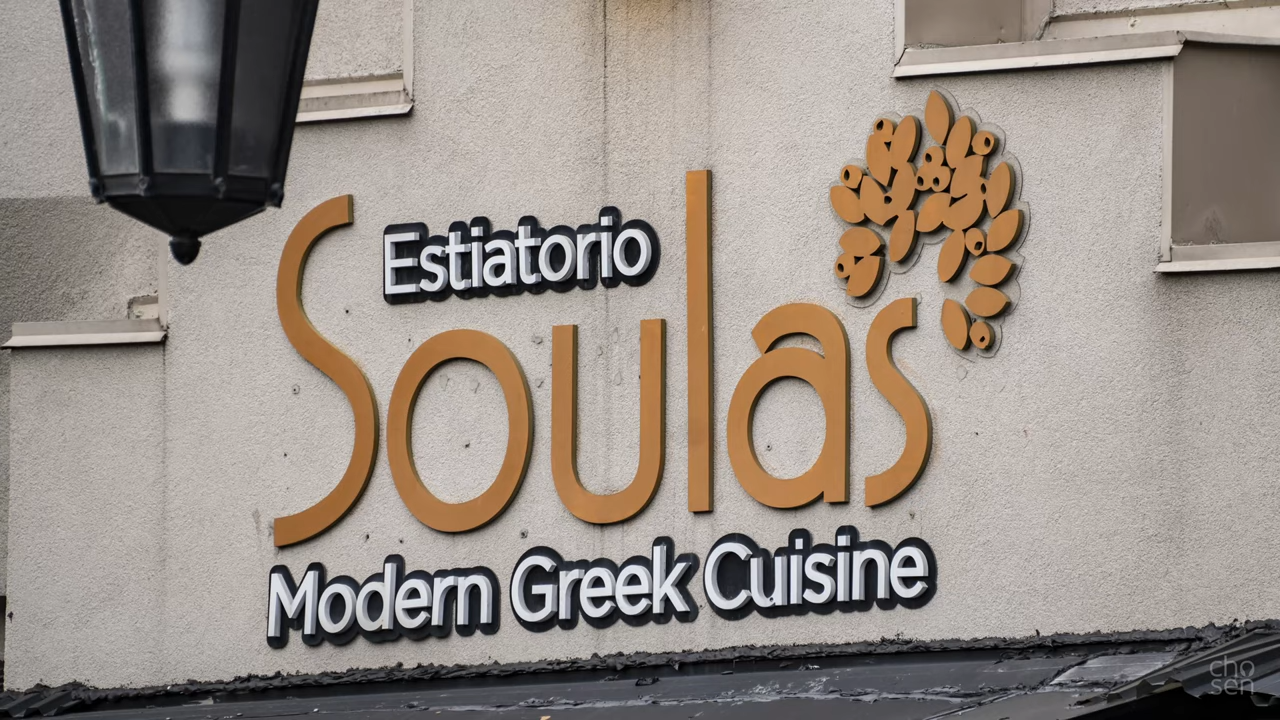 Estiatorio
Soulas
Modern Greek Cuisine
cho
sen